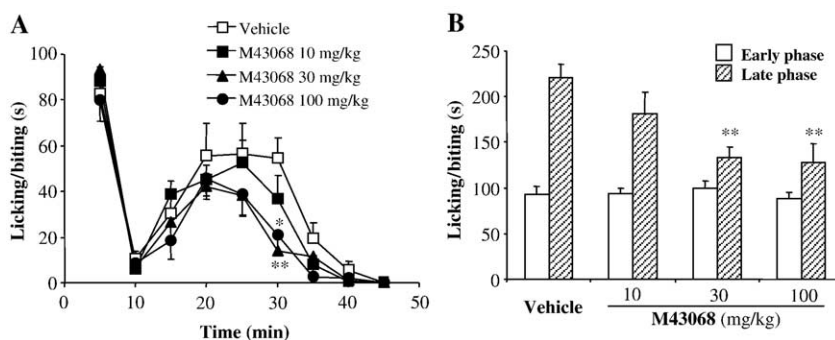 A
Vehicle
M43068 10 mg/kg
M43068 30 mg/kg
M43068 100 mg/kg
Licking/biting (s)
100
80
60
40
20
0
*
**
0 10 20 30 40 50
Time (min)
B
Early phase
Late phase
Licking/biting (s)
250
200
150
100
50
0
** **
Vehicle
10 30 100
M43068 (mg/kg)